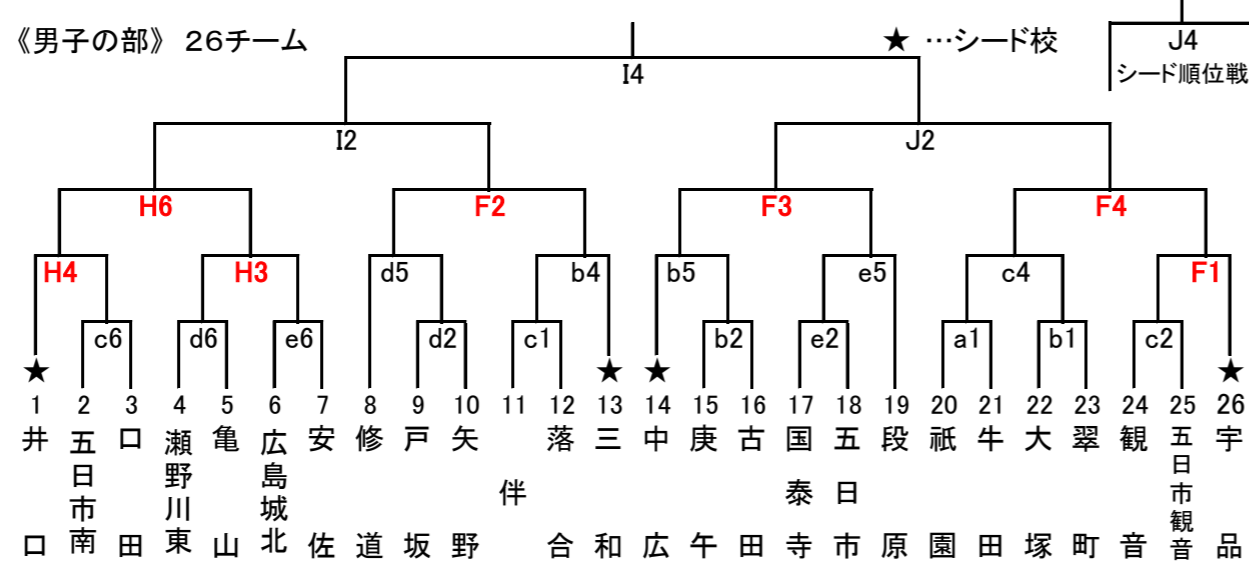 《男子の部》 26チーム
★ …シード校
J4
シード順位戦
I4
I2
J2
H6
F2
F3
F4
H4
H3
d5
b4
b5
e5
c4
F1
c6
d6
e6
d2
c1
b2
e2
a1
b1
c2
★
★
★
★
1 井口
2 五日市南
3 口田
4 瀬野川東
5 亀山
6 広島城北
7 安佐
8 修道
9 戸坂
10 矢野
11 伴
12 落合
13 三和
14 中広
15 庚午
16 古田
17 国泰寺
18 五日市
19 段原
20 祇園
21 牛田
22 大塚
23 翠町
24 観音
25 五日市観音
26 宇品